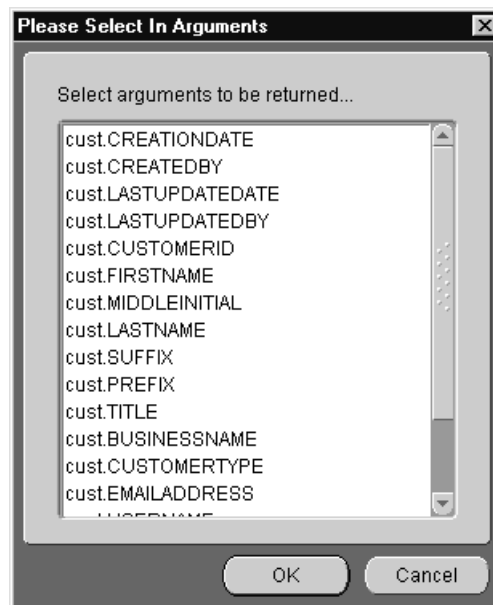 Please Select In Arguments
Select arguments to be returned...
cust.CREATIONDATE
cust.CREATEDBY
cust.LASTUPDATEDATE
cust.LASTUPDATEDBY
cust.CUSTOMERID
cust.FIRSTNAME
cust.MIDDLEINITIAL
cust.LASTNAME
cust.SUFFIX
cust.PREFIX
cust.TITLE
cust.BUSINESSNAME
cust.CUSTOMERTYPE
cust.EMAILADDRESS
OK Cancel